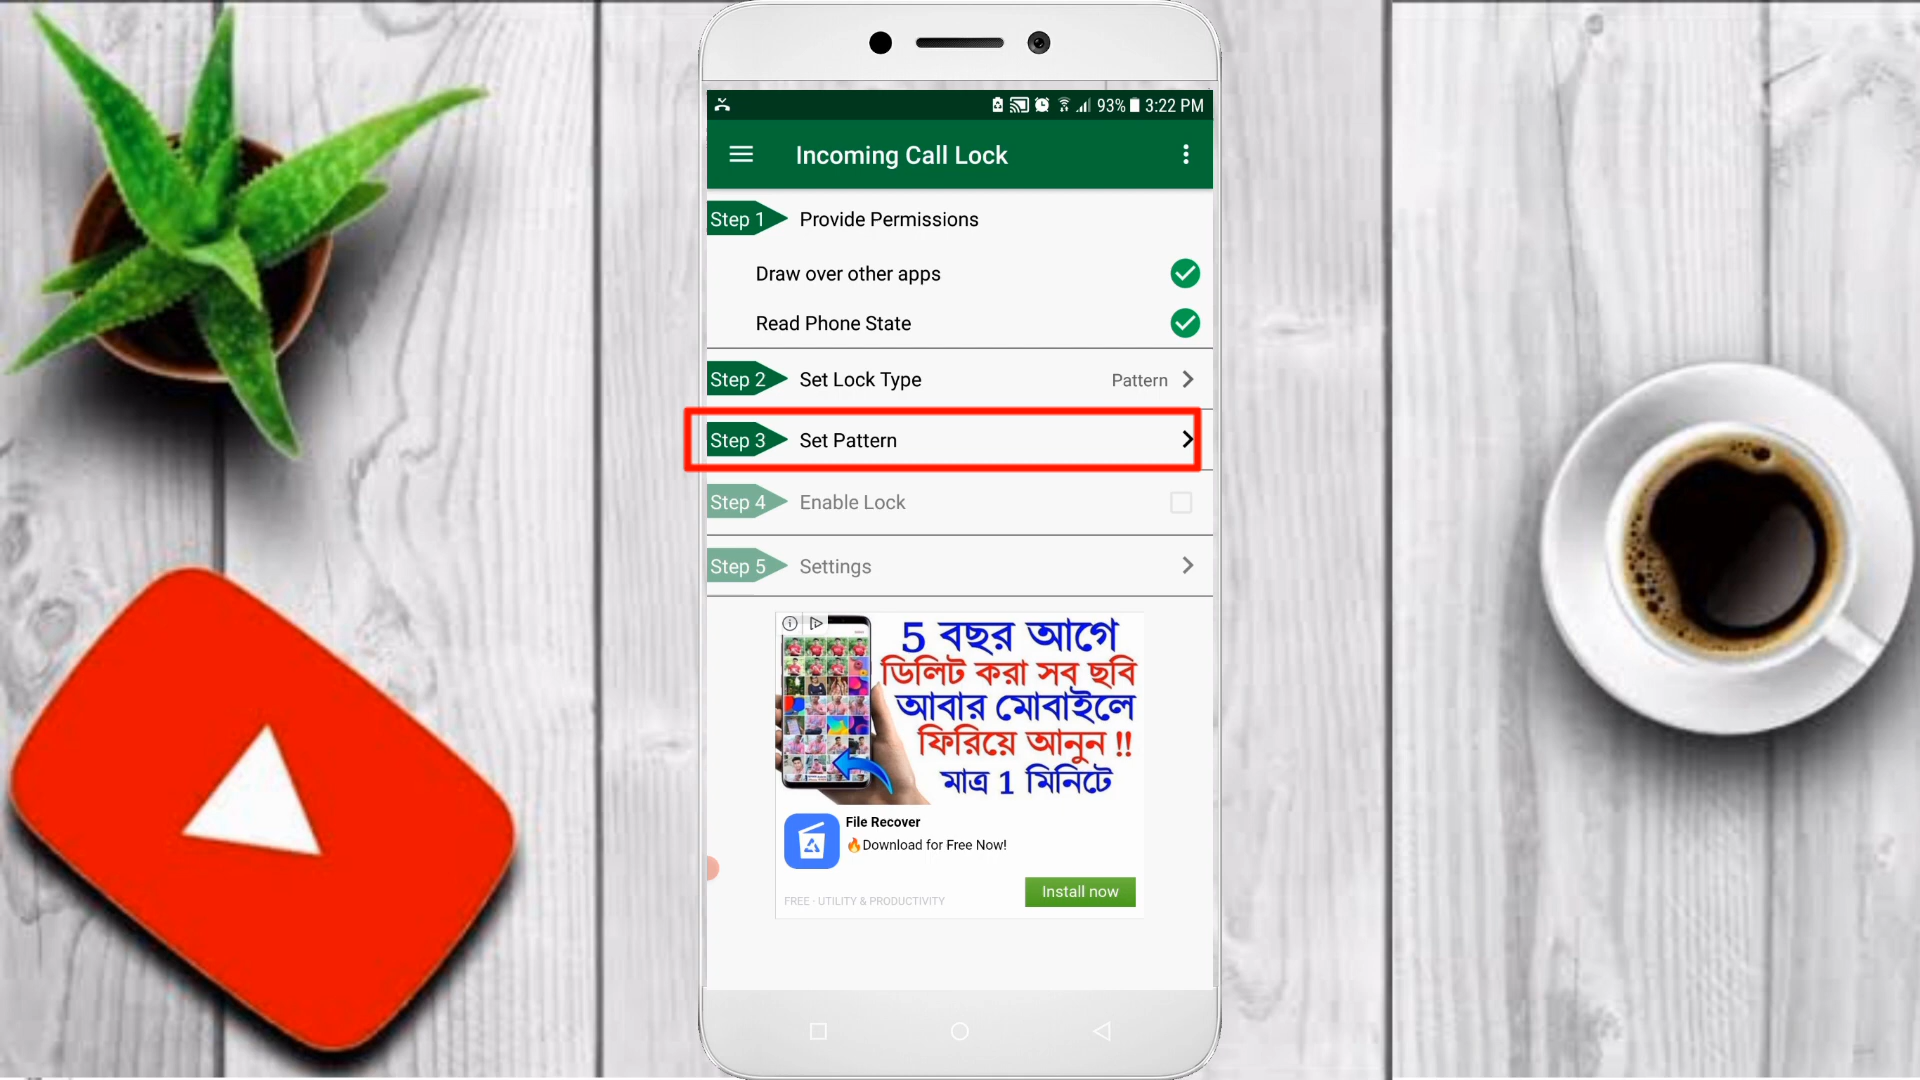 93% 3:22 PM
Incoming Call Lock
Step 1 Provide Permissions
Draw over other apps
Read Phone State
Step 2 Set Lock Type Pattern
Step 3 Set Pattern
Step 4 Enable Lock
Step 5 Settings
5 বছর আগে
ডিলিট করা সব ছবি
আবার মোবাইলে
ফিরিয়ে আনুন !!
মাত্র 1 মিনিটে
File Recover
🔥Download for Free Now!
Install now
FREE - UTILITY & PRODUCTIVITY